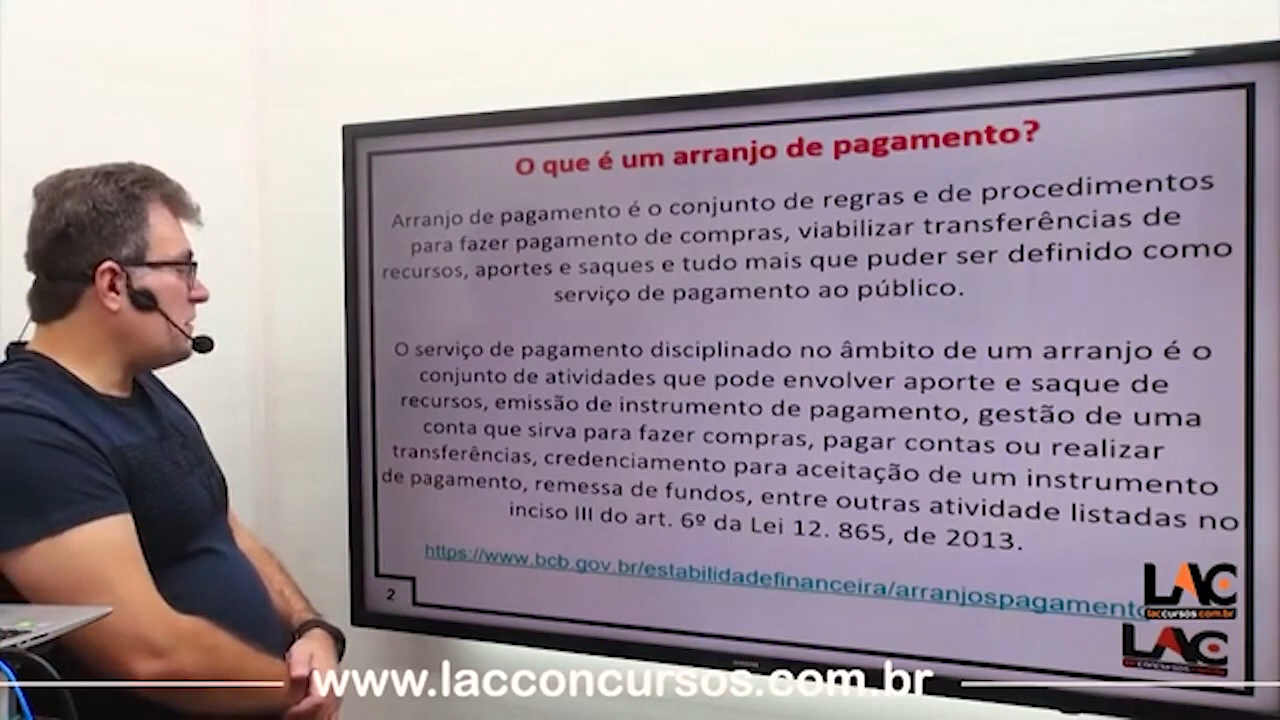 O que é um arranjo de pagamento?
Arranjo de pagamento é o conjunto de regras e de procedimentos
para fazer pagamento de compras, viabilizar transferências de
recursos, aportes e saques e tudo mais que puder ser definido como
serviço de pagamento ao público.
O serviço de pagamento disciplinado no âmbito de um arranjo é o
conjunto de atividades que pode envolver aporte e saque de
recursos, emissão de instrumento de pagamento, gestão de uma
conta que sirva para fazer compras, pagar contas ou realizar
transferências, credenciamento para aceitação de um instrumento
de pagamento, remessa de fundos, entre outras atividade listadas no
inciso III do art. 6º da Lei 12. 865, de 2013.
https://www.bcb.gov.br/estabilidadefinanceira/arranjospagamento
2
LAC
laccursos.com.br
LAC
www.lacconcursos.com.br